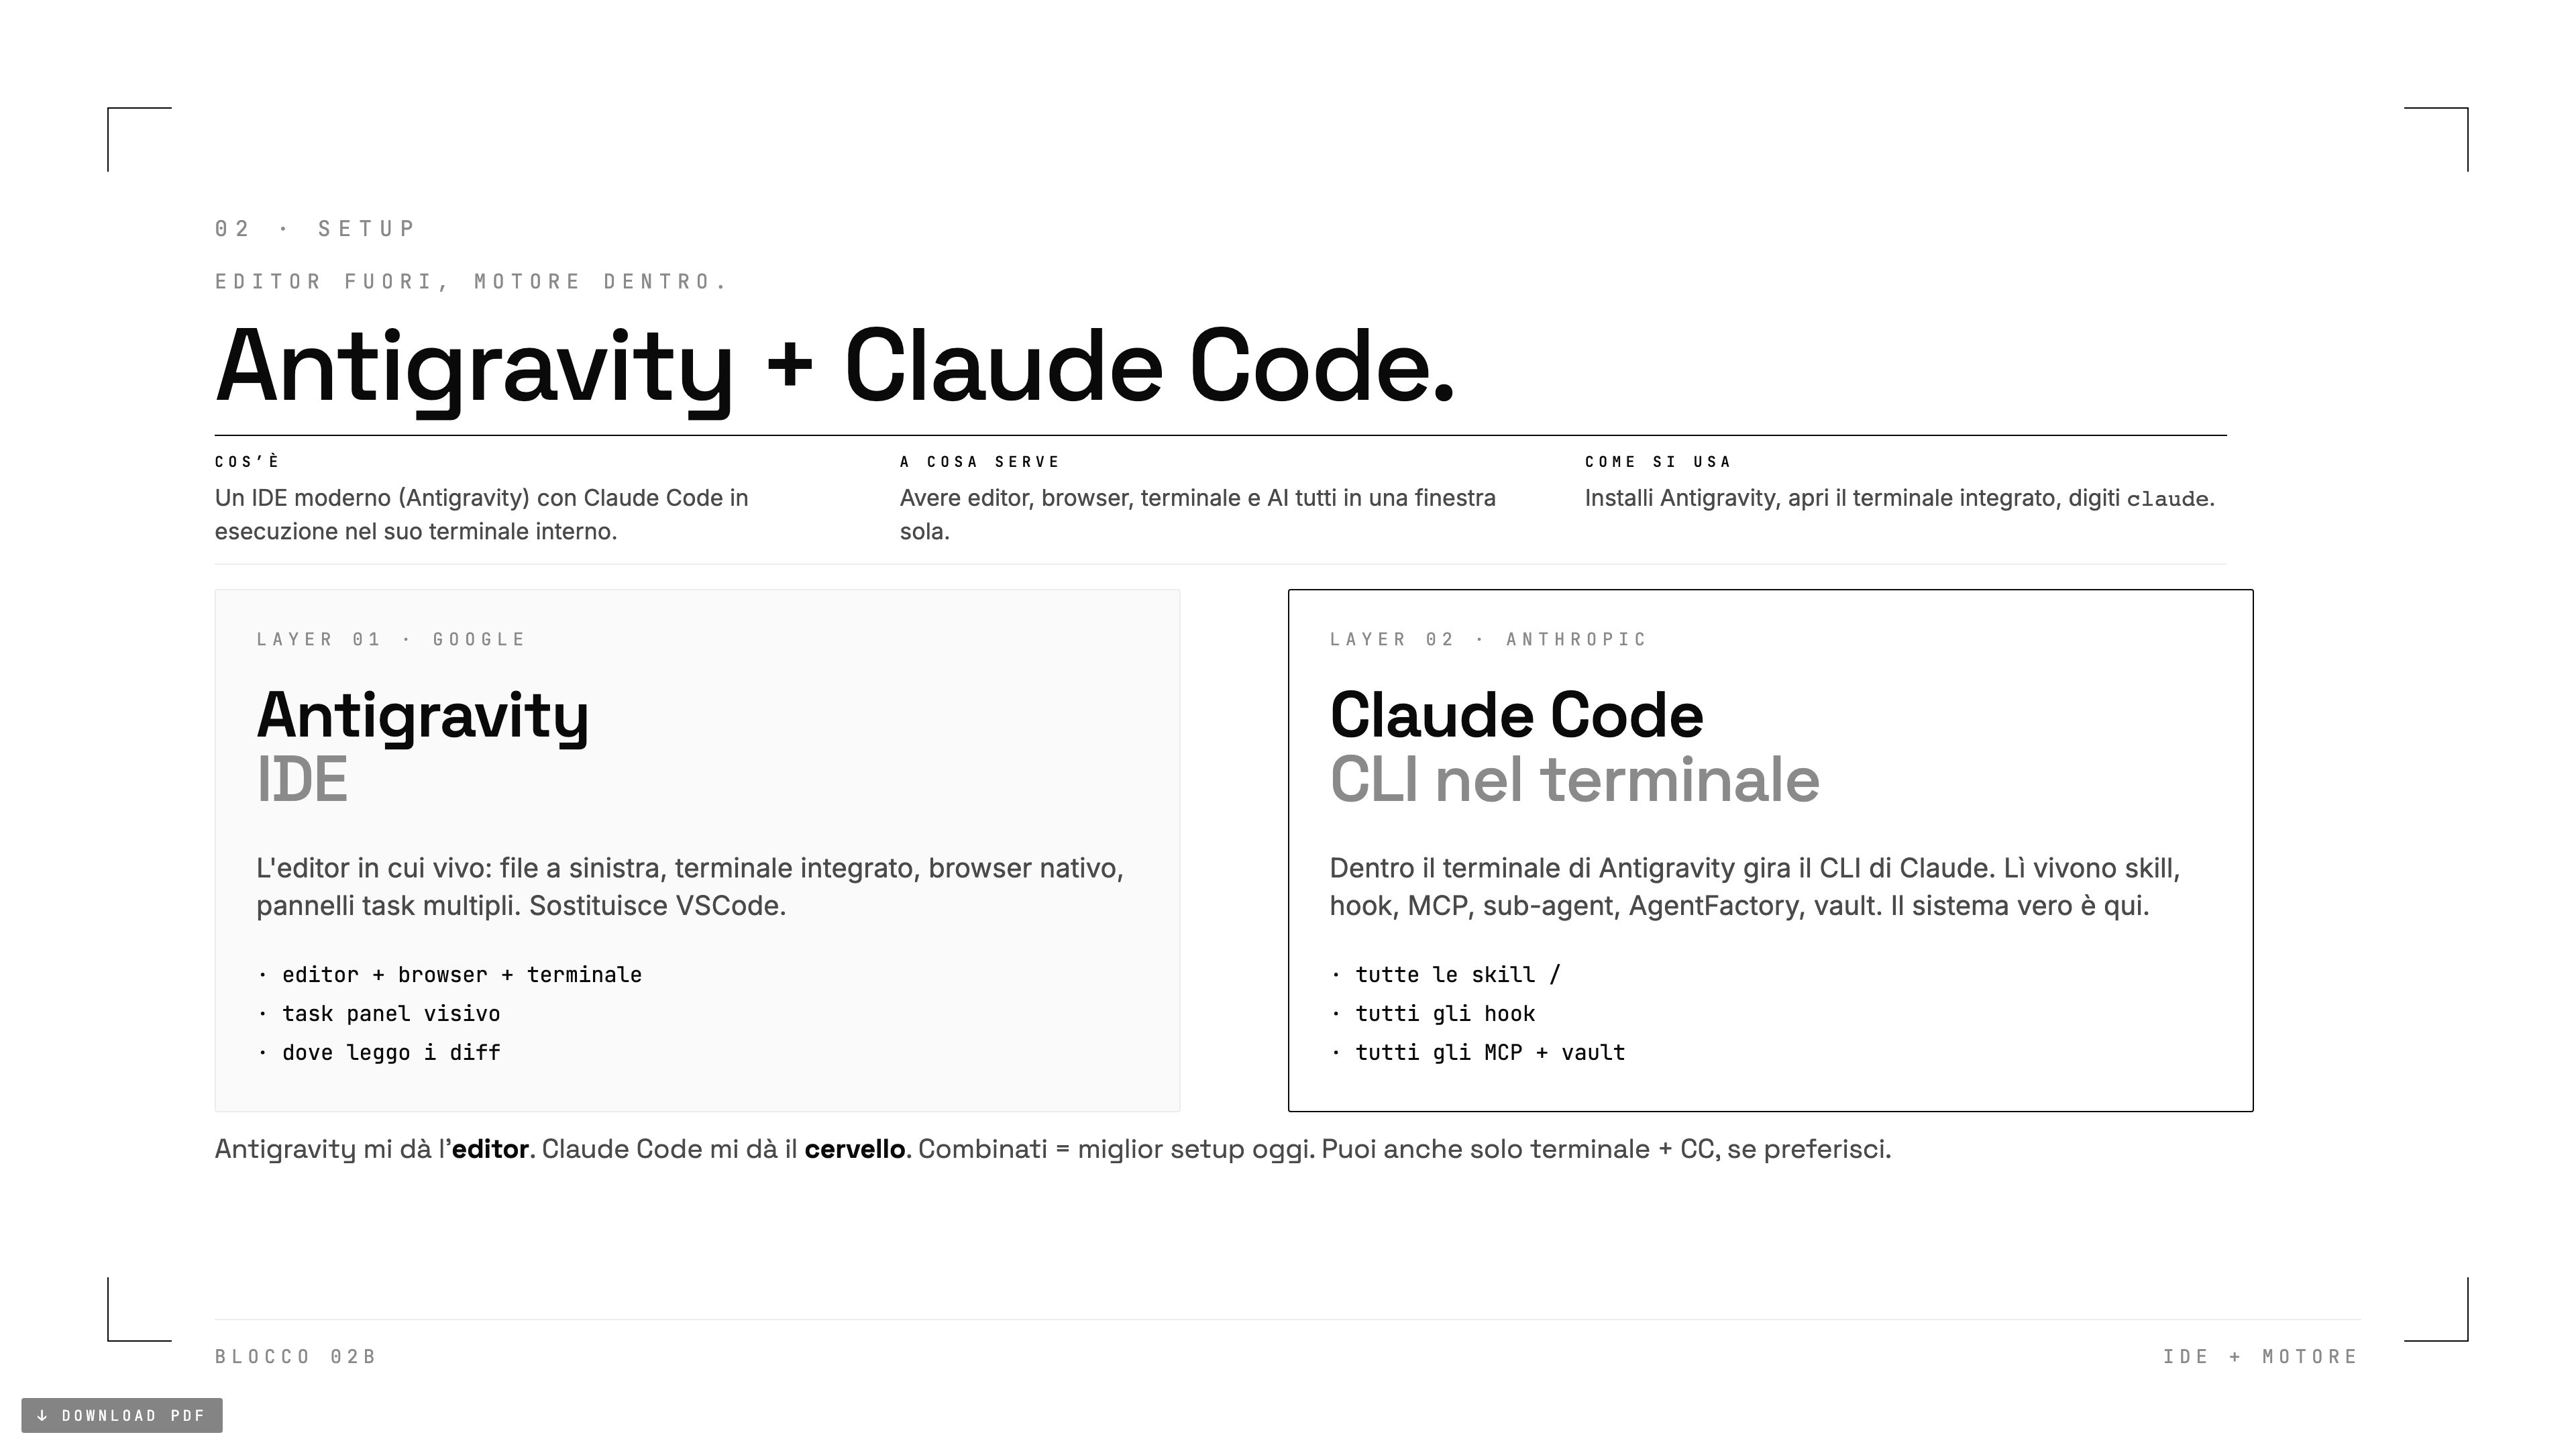 02 · SETUP
EDITOR FUORI, MOTORE DENTRO.
Antigravity + Claude Code.
COS’È
Un IDE moderno (Antigravity) con Claude Code in
esecuzione nel suo terminale interno.
A COSA SERVE
Avere editor, browser, terminale e AI tutti in una finestra
sola.
COME SI USA
Installi Antigravity, apri il terminale integrato, digiti claude.
LAYER 01 · GOOGLE
Antigravity
IDE
L'editor in cui vivo: file a sinistra, terminale integrato, browser nativo,
pannelli task multipli. Sostituisce VSCode.
· editor + browser + terminale
· task panel visivo
· dove leggo i diff
LAYER 02 · ANTHROPIC
Claude Code
CLI nel terminale
Dentro il terminale di Antigravity gira il CLI di Claude. Lì vivono skill,
hook, MCP, sub-agent, AgentFactory, vault. Il sistema vero è qui.
· tutte le skill /
· tutti gli hook
· tutti gli MCP + vault
Antigravity mi dà l’editor. Claude Code mi dà il cervello. Combinati = miglior setup oggi. Puoi anche solo terminale + CC, se preferisci.
BLOCCO 02B
IDE + MOTORE
↓ DOWNLOAD PDF